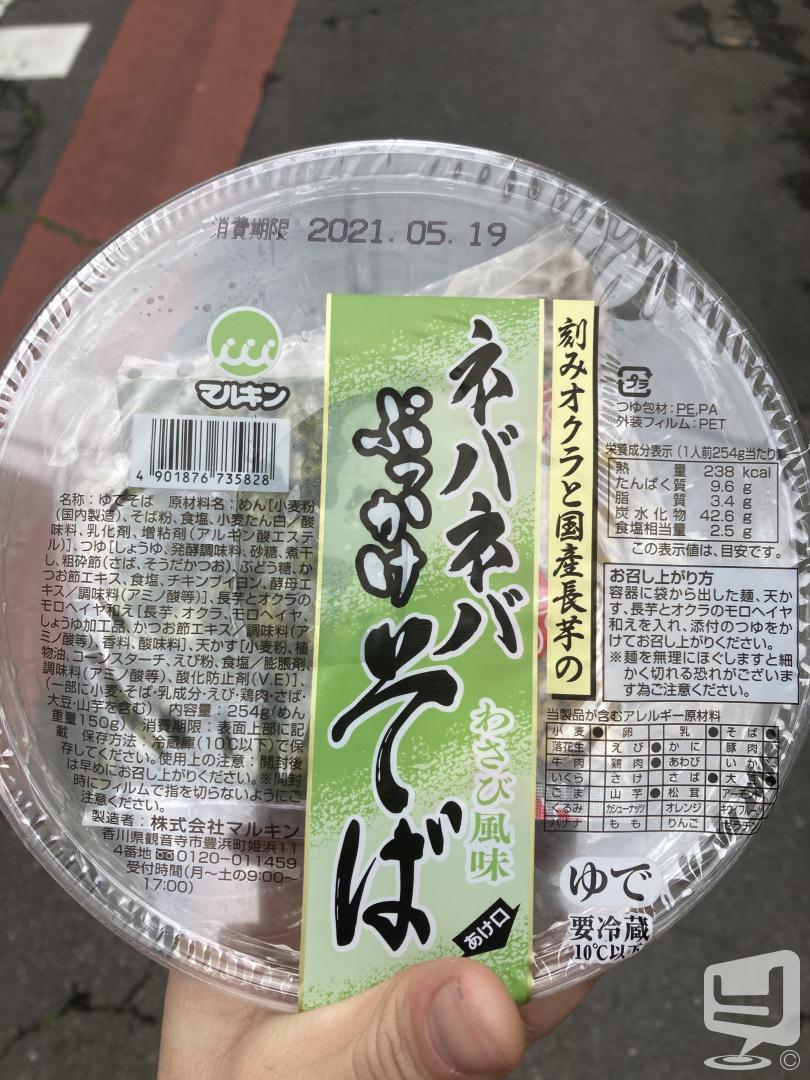 消費期限 2021.05.19
マルキン
4 901876 735828
名称:ゆでそば 原材料名:めん[小麦粉
(国内製造)、そば粉、食塩、小麦たん白/酸
味料、乳化剤、増粘剤(アルギン酸エステ
ル)]、つゆ[しょうゆ、発酵調味料、砂糖、煮干
し、粗砕節(さば、そうだかつお)、ぶどう糖、か
つお節エキス、食塩、チキンブイヨン、酵母エ
キス/調味料(アミノ酸等)]、長芋とオクラの
モロヘイヤ和え[長芋、オクラ、モロヘイヤ、
しょうゆ加工品、かつお節エキス/調味料(ア
ミノ酸等)、香料、酸味料]、天かす[小麦粉、植
物油、コーンスターチ、えび粉、食塩/膨脹剤、
調味料(アミノ酸等)、酸化防止剤(V.E)]、
(一部に小麦・そば・乳成分・えび・鶏肉・さば・
大豆・山芋を含む) 内容量:254g(めん
重量150g) 消費期限:表面上部に記
載 保存方法:冷蔵庫(10℃以下)で保
存してください。使用上の注意:開封後
は早めにお召し上がりください。※開封
時にフィルムで指を切らないようにご
注意ください。
製造者:株式会社マルキン
香川県観音寺市豊浜町姫浜11
4番地 0120-011459
受付時間(月〜土の9:00〜
17:00)
刻みオクラと国産長芋の
ネバネバ
ぶっかけ
そば
わさび風味
あけ口
プラ
つゆ包材:PE,PA
外装フィルム:PET
栄養成分表示(1人前254g当たり)
熱量 238 kcal
たんぱく質 9.6 g
脂質 3.4 g
炭水化物 42.6 g
食塩相当量 2.5 g
この表示値は、目安です。
お召し上がり方
容器に袋から出した麺、天か
す、長芋とオクラのモロヘイヤ
和えを入れ、添付のつゆをか
けてお召し上がりください。
※麺を無理にほぐしますと細
かく切れる恐れがございま
す為ご注意ください。
当製品が含むアレルギー原材料
小麦 ● 卵 乳 ● そば ●
落花生 えび ● かに 豚肉
牛肉 鶏肉 ● あわび いか
いくら さけ さば ● 大豆 ●
ごま 山芋 ● 松茸
くるみ カシューナッツ オレンジ キウイフルーツ
バナナ もも りんご ゼラチン
ゆで
要冷蔵
10℃以下
©